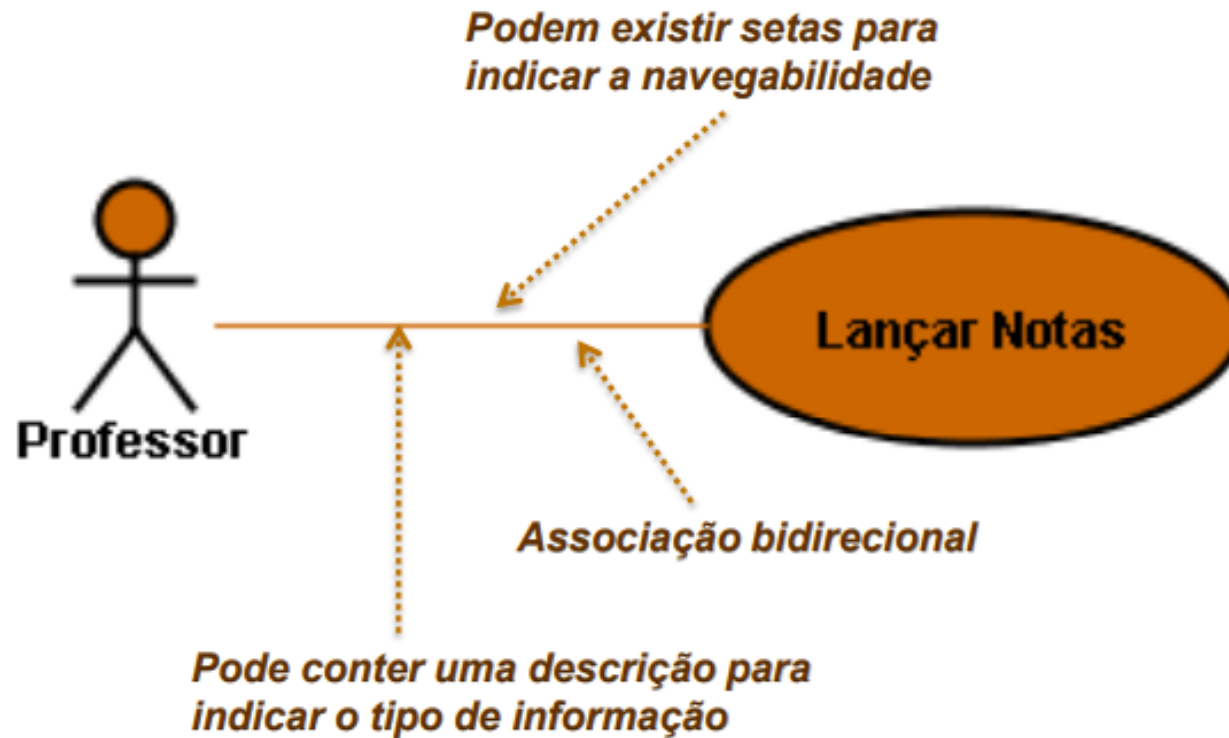 Podem existir setas para
indicar a navegabilidade
Lançar Notas
Professor
Associação bidirecional
Pode conter uma descrição para
indicar o tipo de informação